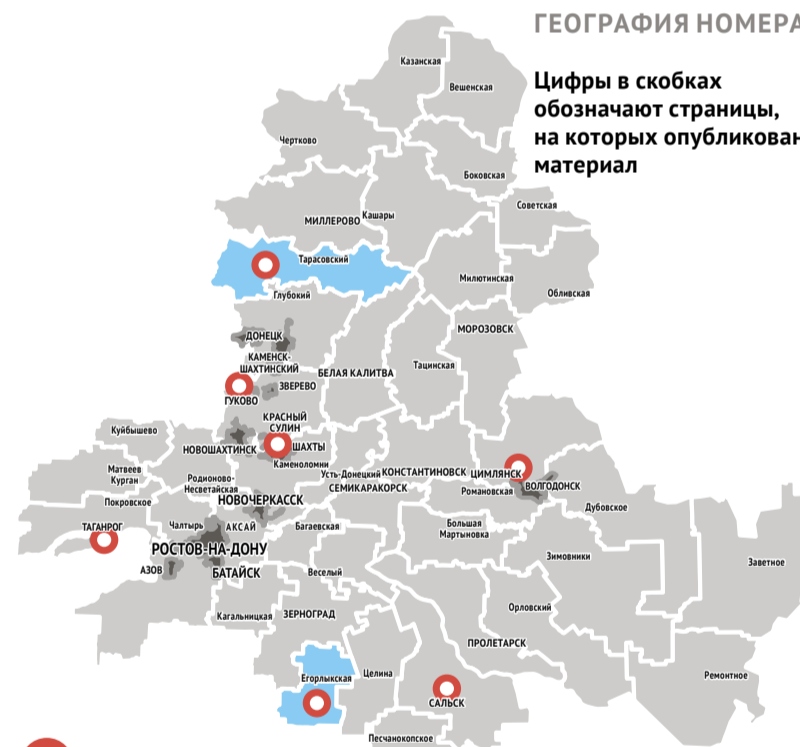 ГЕОГРАФИЯ НОМЕРА
Цифры в скобках
обозначают страницы,
на которых опубликован
материал
Казанская
Вешенская
Чертково
Боковская
Советская
МИЛЛЕРОВО
Кашары
Тарасовский
Милютинская
Глубокий
Обливская
ДОНЕЦК
МОРОЗОВСК
КАМЕНСК-
ШАХТИНСКИЙ
Тацинская
БЕЛАЯ КАЛИТВА
ЗВЕРЕВО
ГУКОВО
КРАСНЫЙ
СУЛИН
Куйбышево
НОВОШАХТИНСК
ШАХТЫ
Каменоломни
Матвеев
Курган
Усть-Донецкий
КОНСТАНТИНОВСК
ЦИМЛЯНСК
Родионово-
Несветайская
СЕМИКАРАКОРСК
Романовская
ВОЛГОДОНСК
Покровское
НОВОЧЕРКАССК
Дубовское
ТАГАНРОГ
Чалтырь
АКСАЙ
Багаевская
Большая
Мартыновка
РОСТОВ-НА-ДОНУ
Зимовники
Заветное
АЗОВ
БАТАЙСК
Веселый
Кагальницкая
ЗЕРНОГРАД
Орловский
ПРОЛЕТАРСК
Егорлыкская
Целина
Ремонтное
САЛЬСК
Песчанокопское